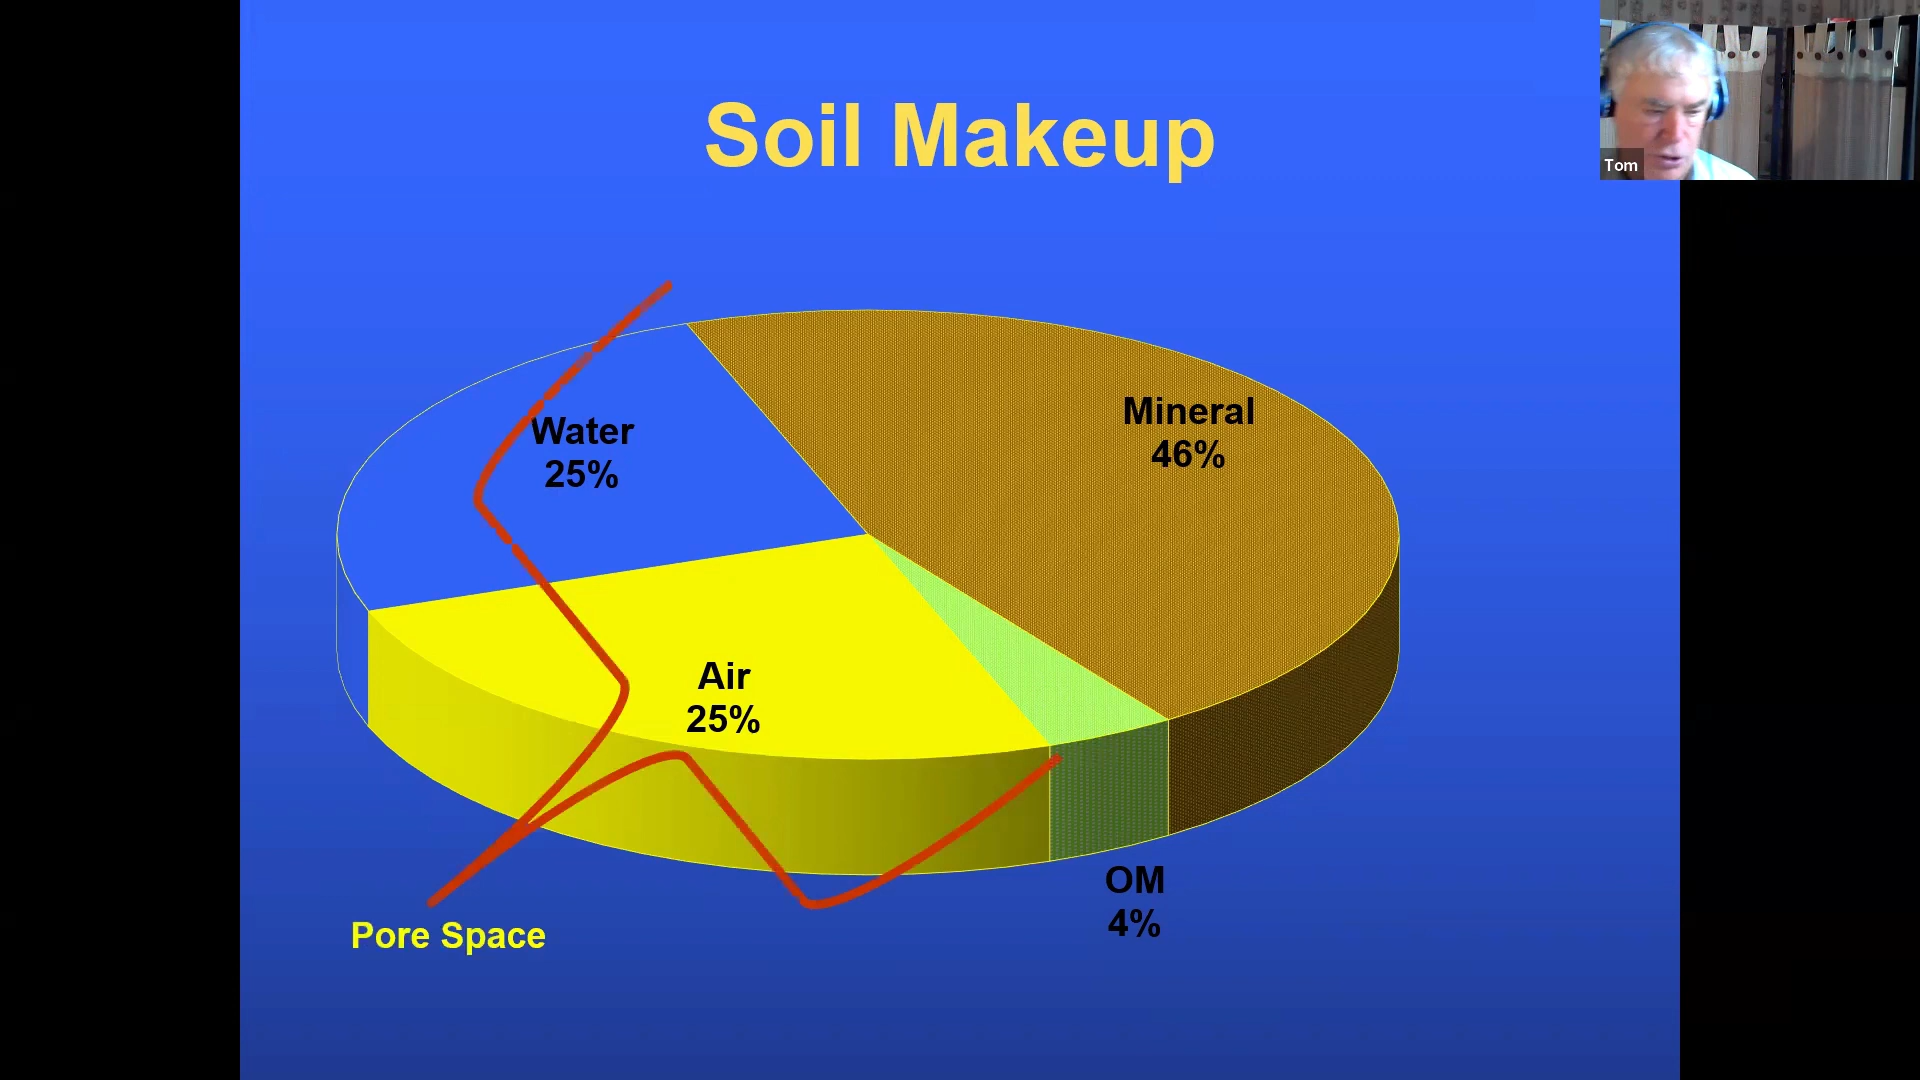 Soil Makeup
Tom
Water
25%
Mineral
46%
Air
25%
OM
4%
Pore Space